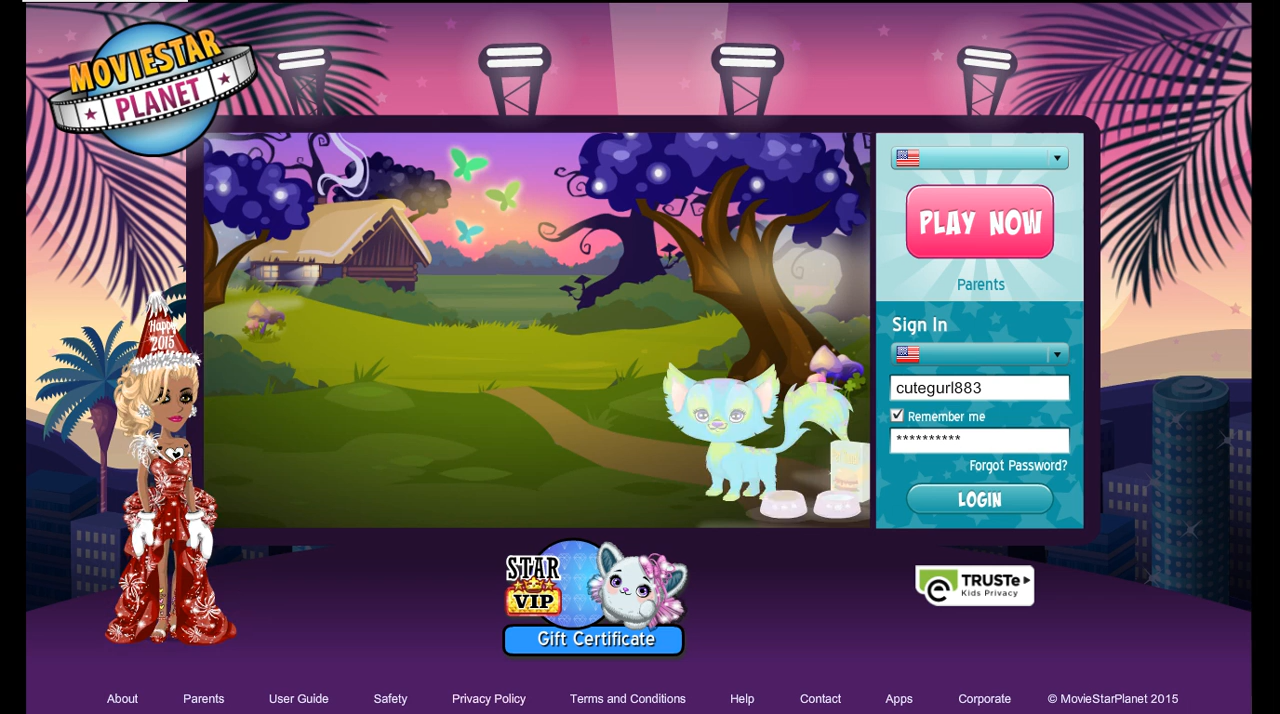 MOVIESTAR
PLANET
PLAY NOW
Parents
Sign In
cutegurl883
Remember me
**********
Forgot Password?
LOGIN
Happy
2015
STAR
VIP
Gift Certificate
TRUSTe
Kids Privacy
About Parents User Guide Safety Privacy Policy Terms and Conditions Help Contact Apps Corporate © MovieStarPlanet 2015